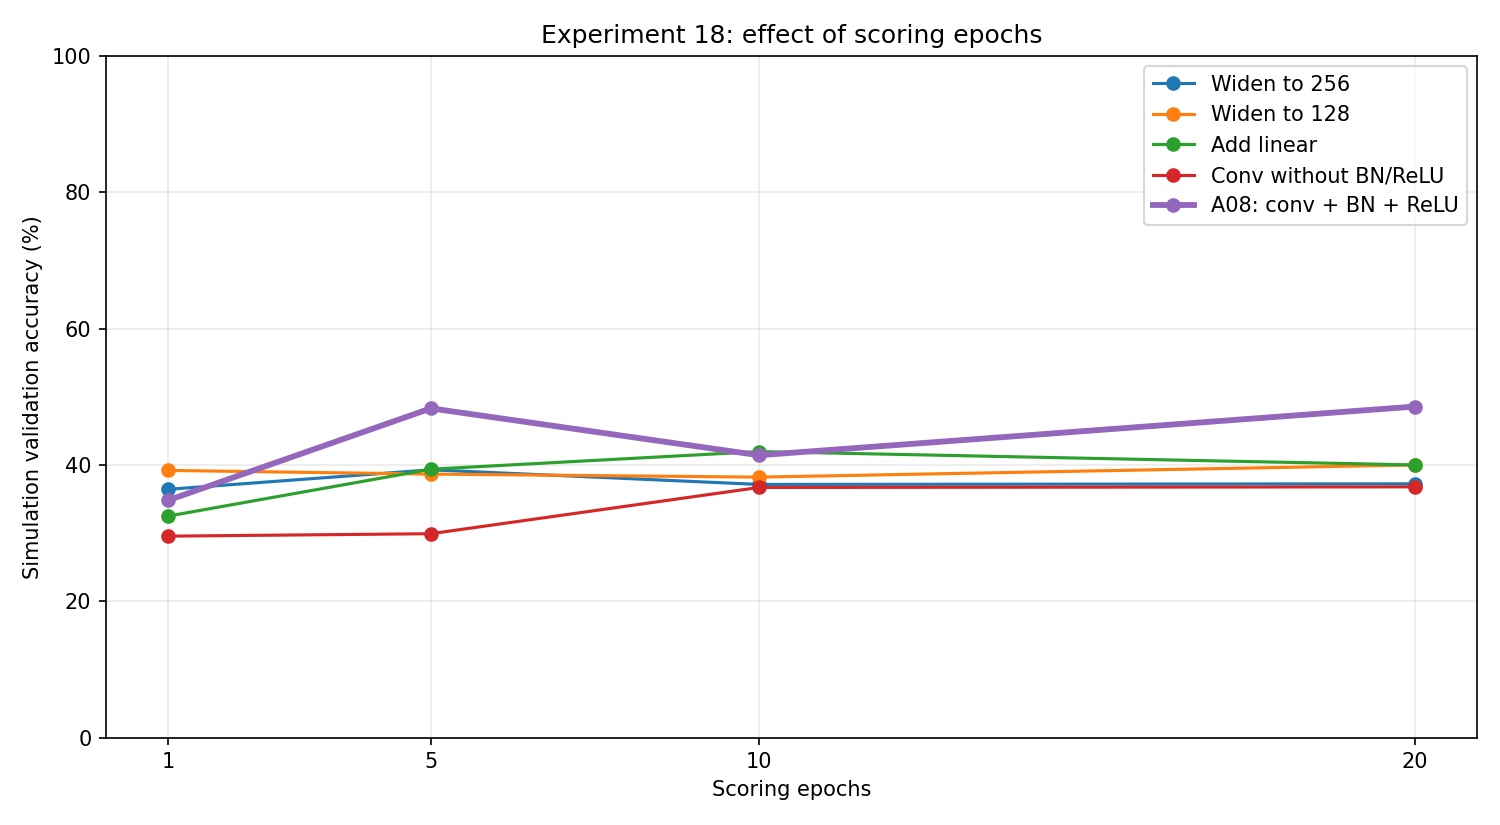 Experiment 18: effect of scoring epochs
100
80
60
40
20
0
Simulation validation accuracy (%)
Widen to 256
Widen to 128
Add linear
Conv without BN/ReLU
A08: conv + BN + ReLU
1 5 10 20
Scoring epochs